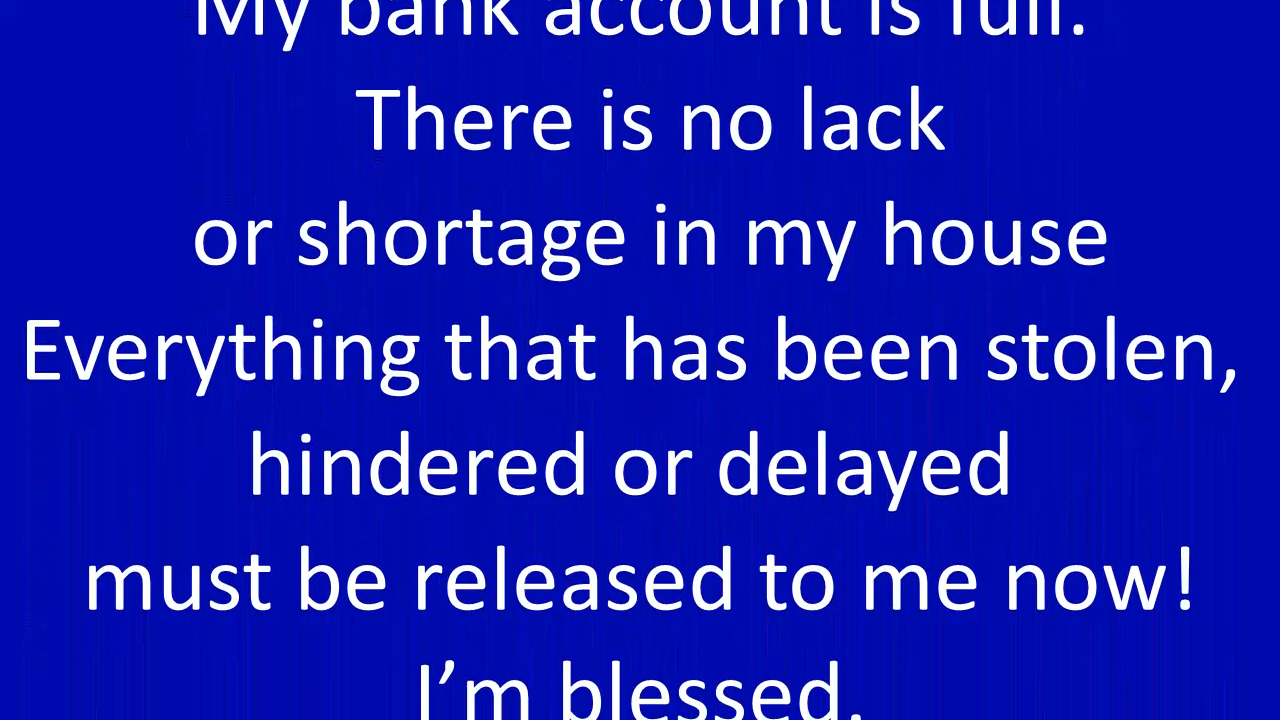 My bank account is full.
There is no lack
or shortage in my house
Everything that has been stolen,
hindered or delayed
must be released to me now!
I’m blessed.